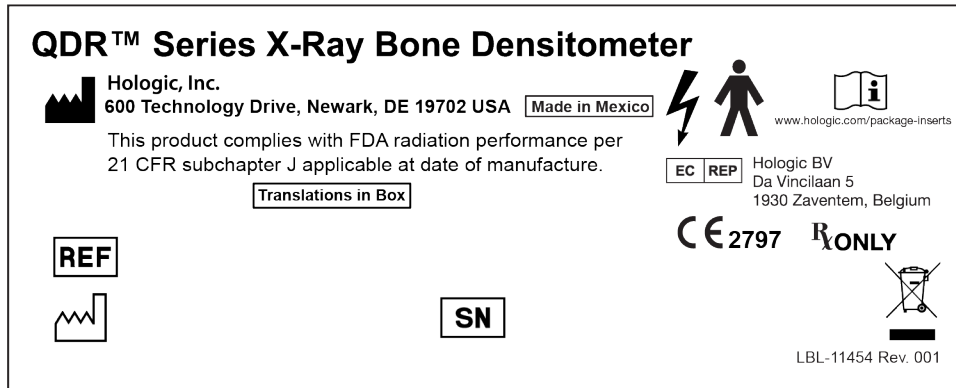 QDR™ Series X-Ray Bone Densitometer
Hologic, Inc.
600 Technology Drive, Newark, DE 19702 USA
Made in Mexico
This product complies with FDA radiation performance per
21 CFR subchapter J applicable at date of manufacture.
Translations in Box
www.hologic.com/package-inserts
EC REP
Hologic BV
Da Vincilaan 5
1930 Zaventem, Belgium
CE 2797
Rx ONLY
REF
SN
LBL-11454 Rev. 001